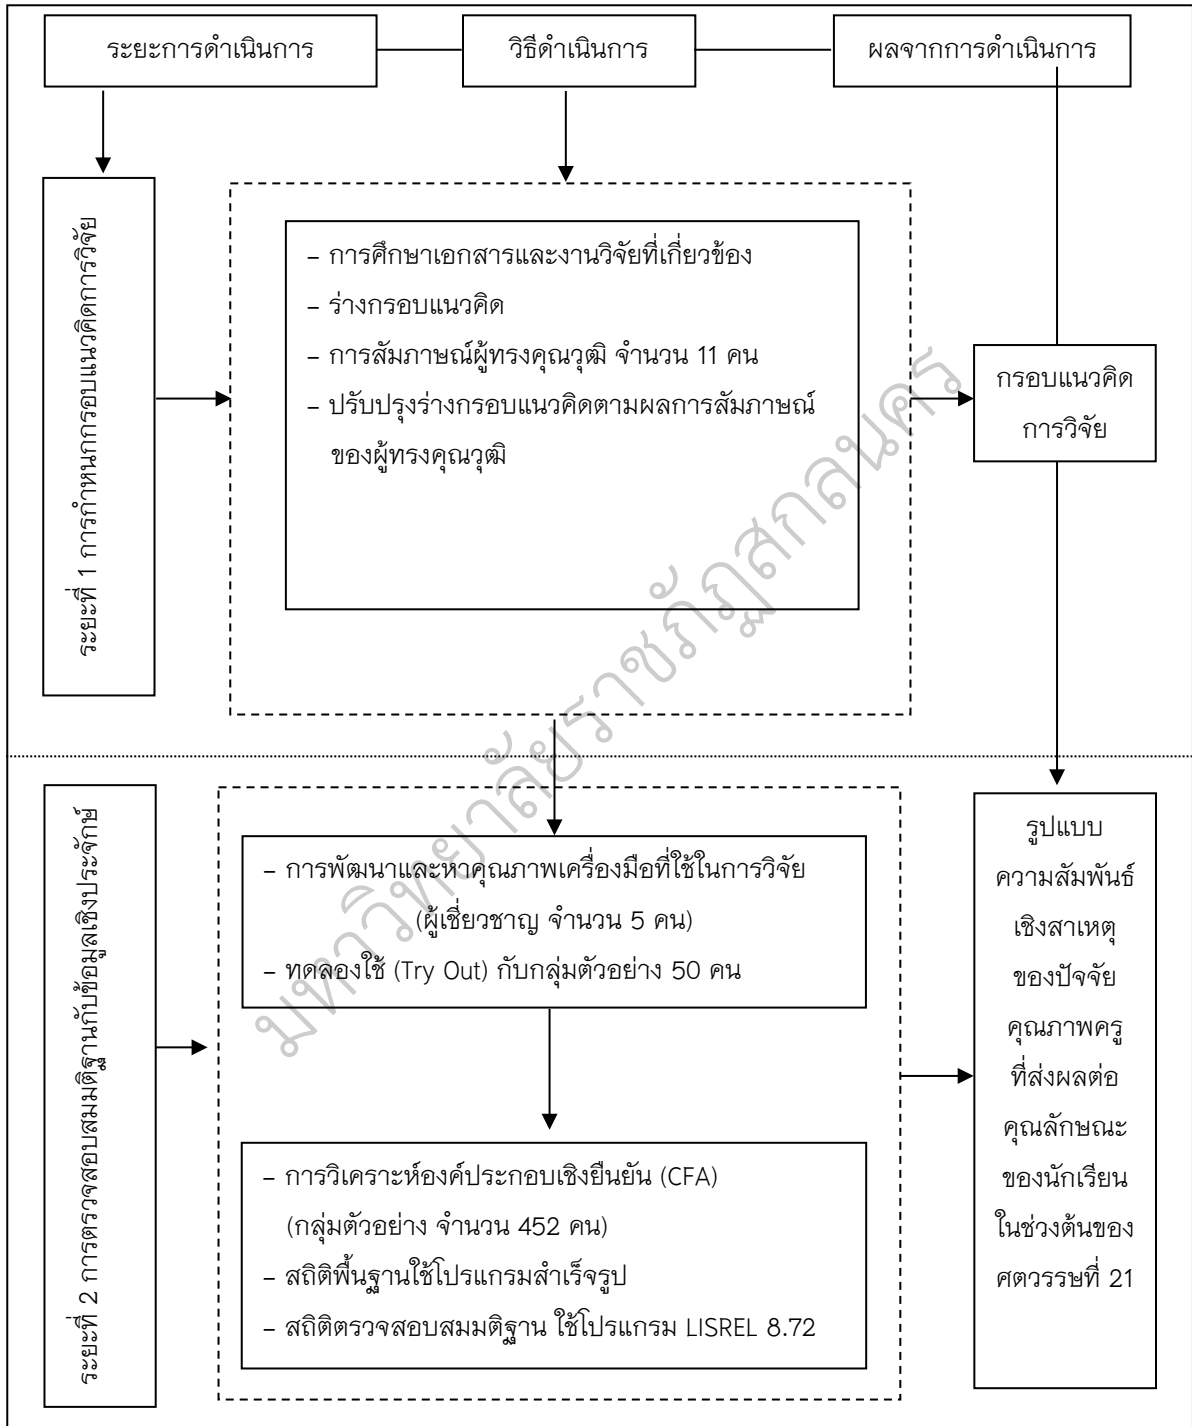 ระยะการดำเนินการ
วิธีดำเนินการ
ผลจากการดำเนินการ
ระยะที่ 1 การกำหนกกรอบแนวคิดการวิจัย
– การศึกษาเอกสารและงานวิจัยที่เกี่ยวข้อง
– ร่างกรอบแนวคิด
– การสัมภาษณ์ผู้ทรงคุณวุฒิ จำนวน 11 คน
– ปรับปรุงร่างกรอบแนวคิดตามผลการสัมภาษณ์
ของผู้ทรงคุณวุฒิ
กรอบแนวคิด
การวิจัย
ระยะที่ 2 การตรวจสอบสมมติฐานกับข้อมูลเชิงประจักษ์
– การพัฒนาและหาคุณภาพเครื่องมือที่ใช้ในการวิจัย
(ผู้เชี่ยวชาญ จำนวน 5 คน)
– ทดลองใช้ (Try Out) กับกลุ่มตัวอย่าง 50 คน
– การวิเคราะห์องค์ประกอบเชิงยืนยัน (CFA)
(กลุ่มตัวอย่าง จำนวน 452 คน)
– สถิติพื้นฐานใช้โปรแกรมสำเร็จรูป
– สถิติตรวจสอบสมมติฐาน ใช้โปรแกรม LISREL 8.72
รูปแบบ
ความสัมพันธ์
เชิงสาเหตุ
ของปัจจัย
คุณภาพครู
ที่ส่งผลต่อ
คุณลักษณะ
ของนักเรียน
ในช่วงต้นของ
ศตวรรษที่ 21
มหาวิทยาลัยราชภัฏสกลนคร